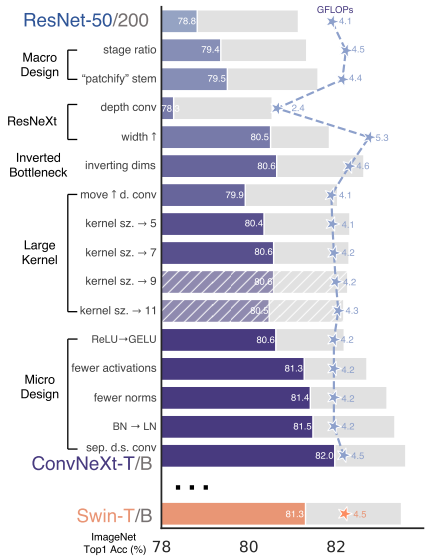 GFLOPs
ResNet-50/200 78.8 4.1
Macro Design
stage ratio 79.4 4.5
"patchify" stem 79.5 4.4
ResNeXt
depth conv 78.3 2.4
width ↑ 80.5 5.3
Inverted Bottleneck
inverting dims 80.6 4.6
Large Kernel
move ↑ d. conv 79.9 4.1
kernel sz. → 5 80.4 4.1
kernel sz. → 7 80.6 4.2
kernel sz. → 9 80.6 4.2
kernel sz. → 11 80.5 4.3
Micro Design
ReLU→GELU 80.6 4.2
fewer activations 81.3 4.2
fewer norms 81.4 4.2
BN → LN 81.5 4.2
sep. d.s. conv 82.0 4.5
ConvNeXt-T/B
...
Swin-T/B 81.3 4.5
ImageNet
Top1 Acc (%) 78 80 82